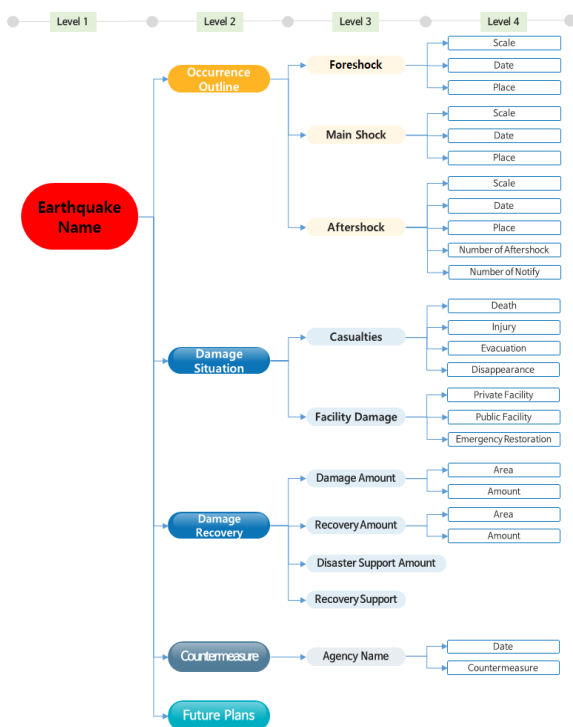 Level 1
Level 2
Level 3
Level 4
Earthquake
Name
Occurrence
Outline
Foreshock
Scale
Date
Place
Main Shock
Scale
Date
Place
Aftershock
Scale
Date
Place
Number of Aftershock
Number of Notify
Damage
Situation
Casualties
Death
Injury
Evacuation
Disappearance
Facility Damage
Private Facility
Public Facility
Emergency Restoration
Damage
Recovery
Damage Amount
Area
Amount
Recovery Amount
Area
Amount
Disaster Support Amount
Recovery Support
Countermeasure
Agency Name
Date
Countermeasure
Future Plans